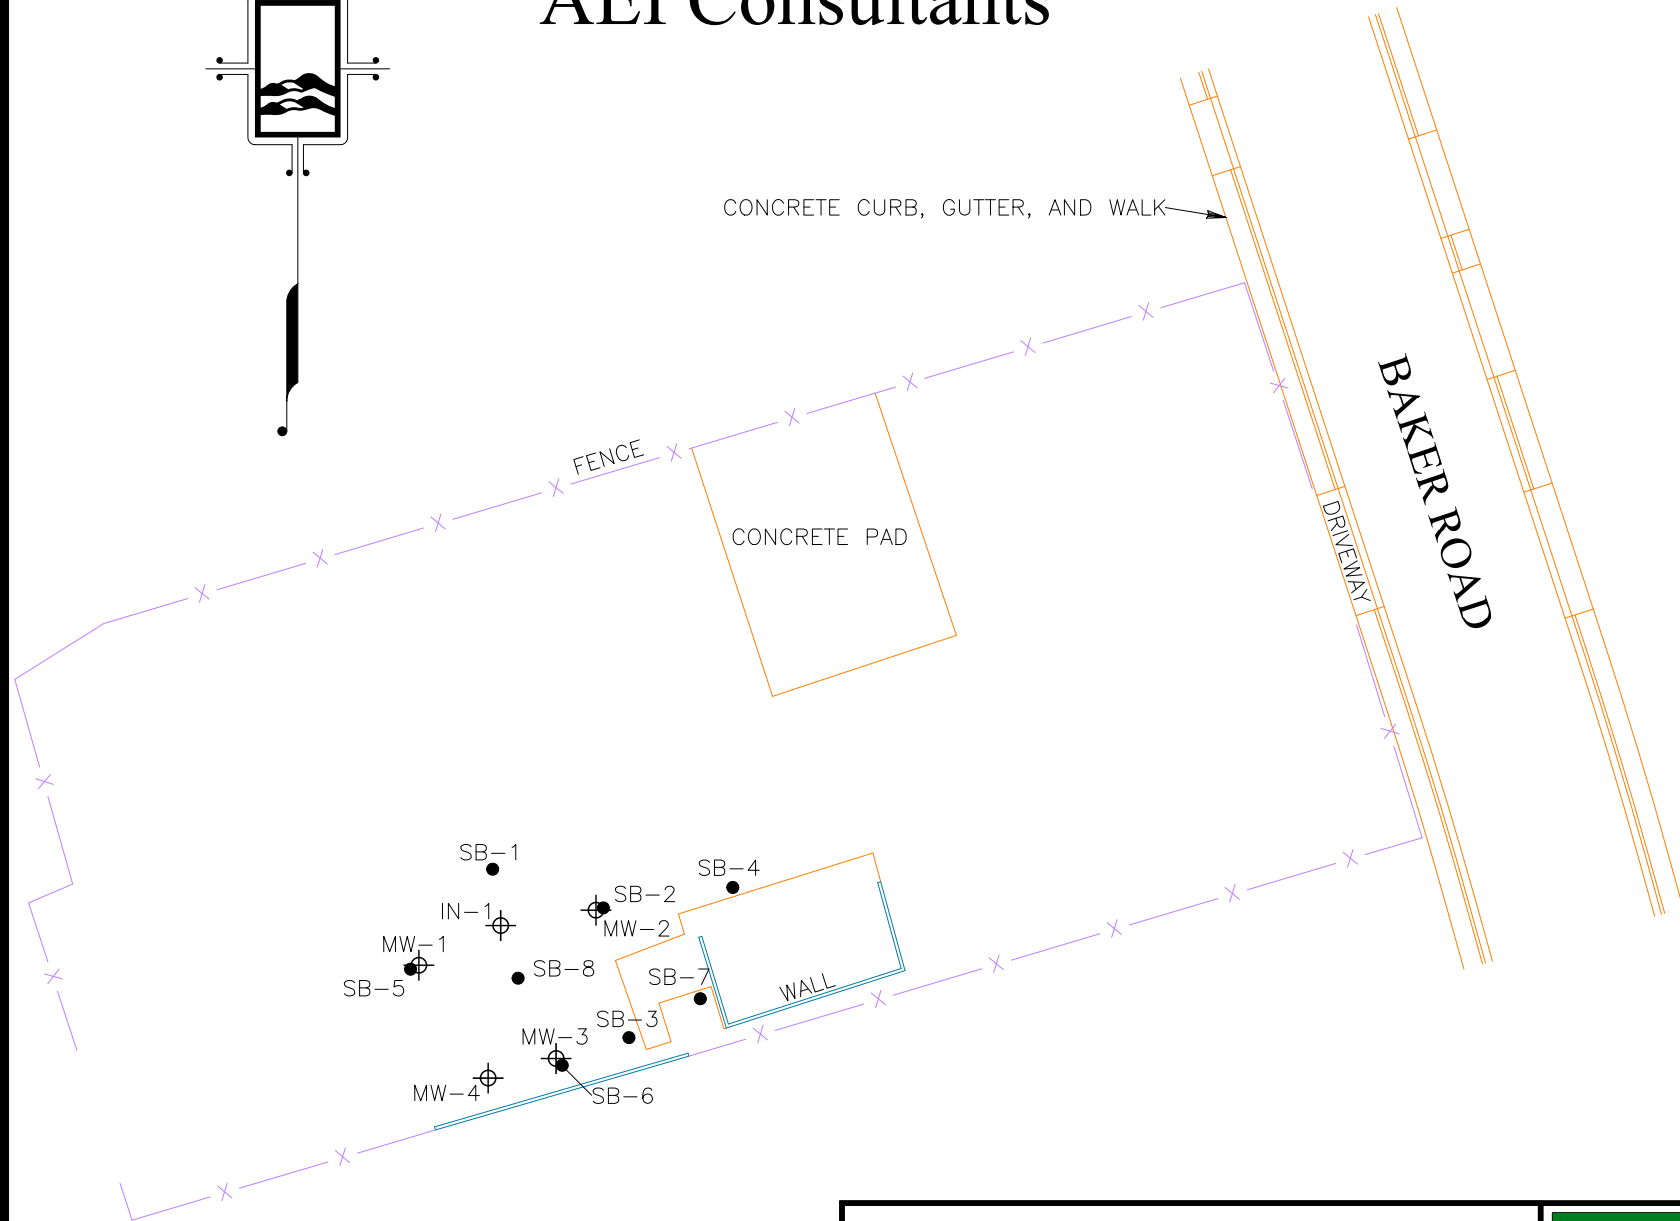 AEI Consultants
CONCRETE CURB, GUTTER, AND WALK
BAKER ROAD
FENCE
CONCRETE PAD
DRIVEWAY
SB-1
SB-4
SB-2
IN-1
MW-2
MW-1
SB-8
SB-7
SB-5
WALL
SB-3
MW-3
MW-4
SB-6